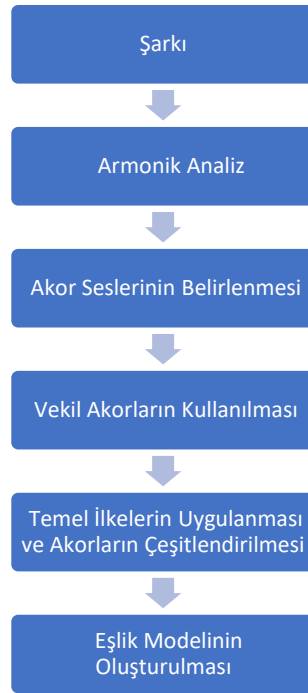 Şarkı
Armonik Analiz
Akor Seslerinin Belirlenmesi
Vekil Akorların Kullanılması
Temel İlkelerin Uygulanması
ve Akorların Çeşitlendirilmesi
Eşlik Modelinin
Oluşturulması